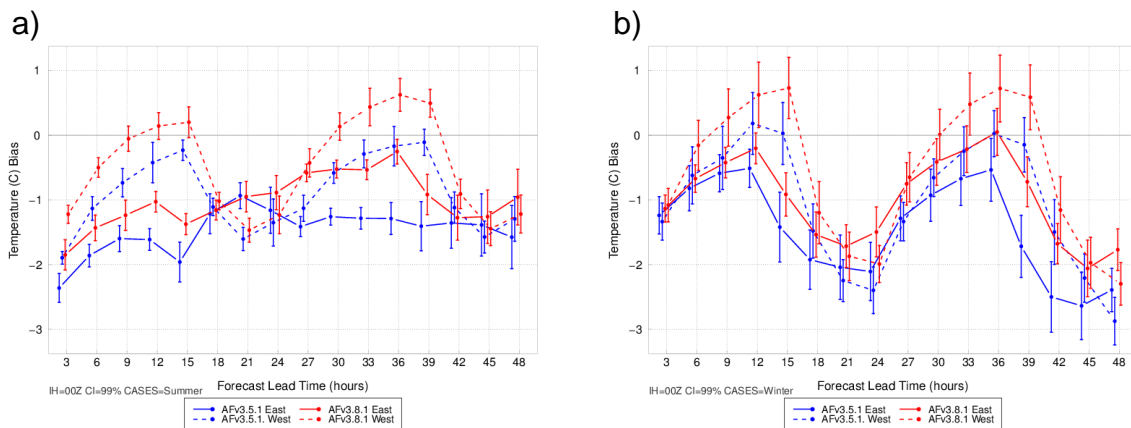 a)
1
0
−1
−2
−3
Temperature (C) Bias
3 6 9 12 15 18 21 24 27 30 33 36 39 42 45 48
IH=00Z CI=99% CASES=Summer
Forecast Lead Time (hours)
AFv3.5.1 East AFv3.8.1 East
AFv3.5.1. West AFv3.8.1 West
b)
1
0
−1
−2
−3
Temperature (C) Bias
3 6 9 12 15 18 21 24 27 30 33 36 39 42 45 48
IH=00Z CI=99% CASES=Winter
Forecast Lead Time (hours)
AFv3.5.1 East AFv3.8.1 East
AFv3.5.1. West AFv3.8.1 West